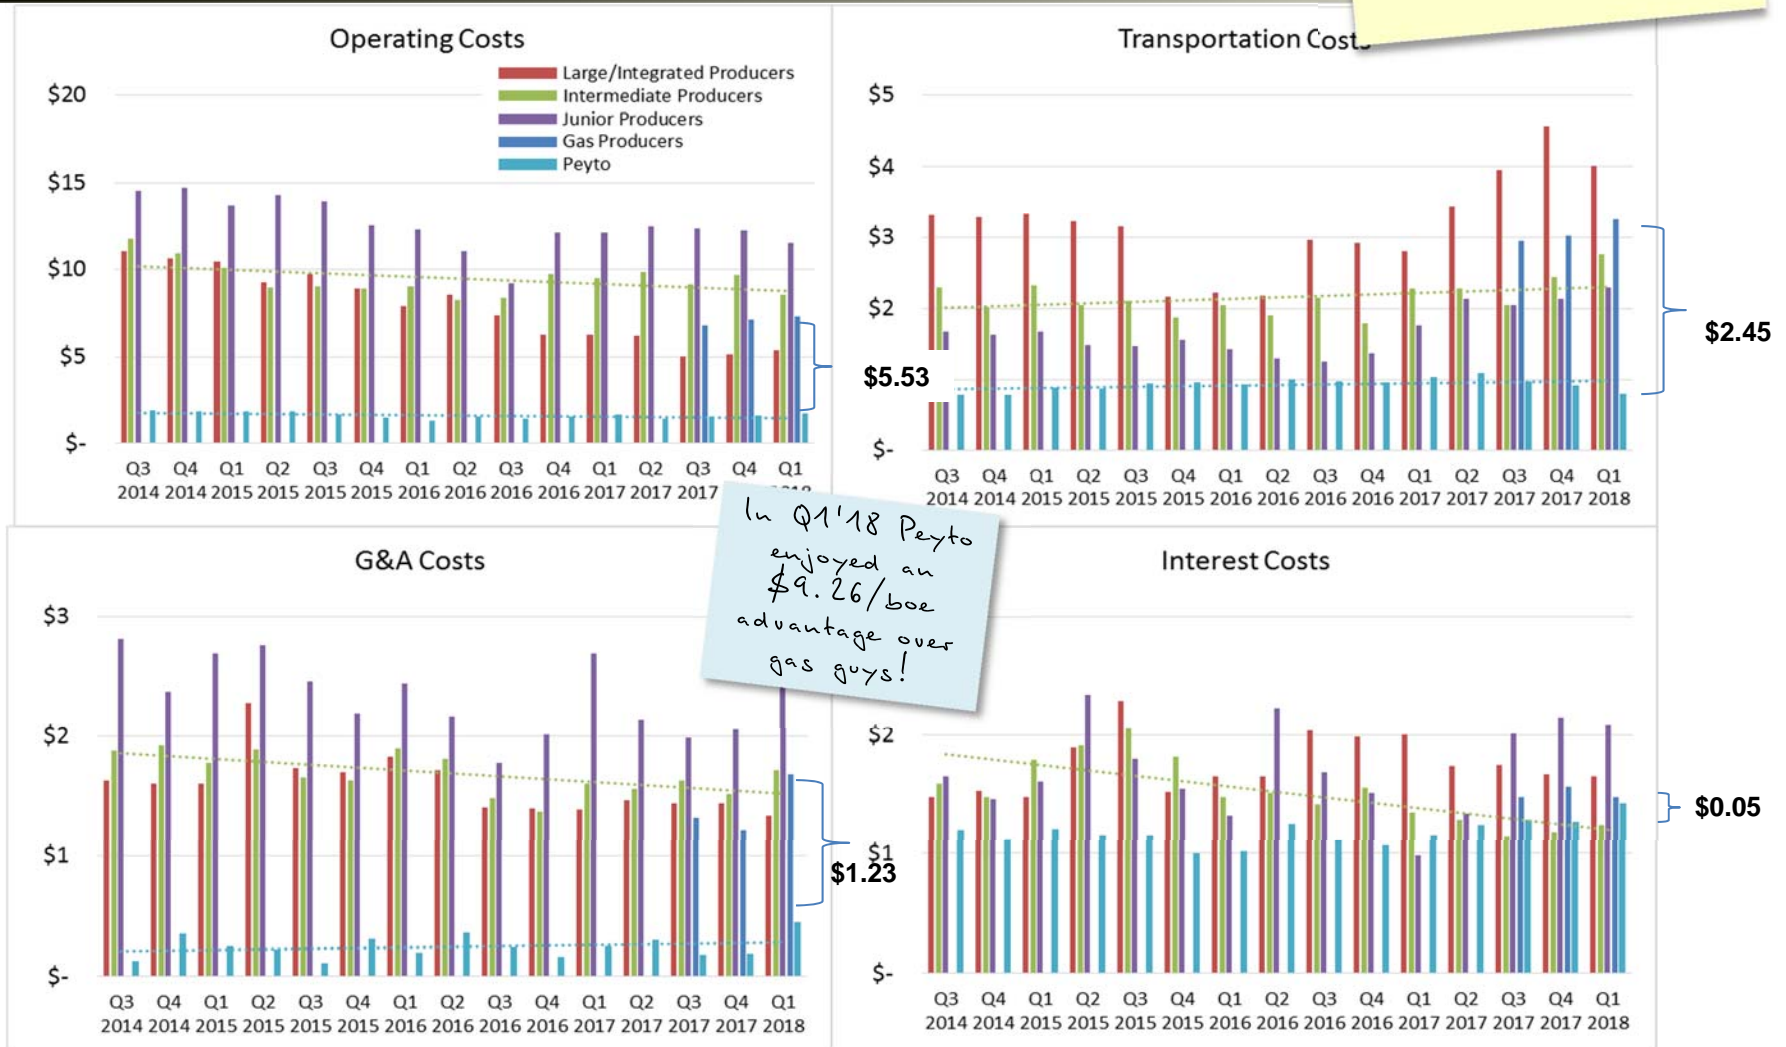 Operating Costs
Large/Integrated Producers
Intermediate Producers
Junior Producers
Gas Producers
Peyto
$20
$15
$10
$5
$-
$5.53
Q3 Q4 Q1 Q2 Q3 Q4 Q1 Q2 Q3 Q4 Q1 Q2 Q3 Q4 Q1
2014 2014 2015 2015 2015 2015 2016 2016 2016 2016 2017 2017 2017 2018
Transportation Costs
$5
$4
$3
$2
$-
$2.45
Q3 Q4 Q1 Q2 Q3 Q4 Q1 Q2 Q3 Q4 Q1 Q2 Q3 Q4 Q1
2014 2014 2015 2015 2015 2015 2016 2016 2016 2016 2017 2017 2017 2017 2018
In Q1'18 Peyto
enjoyed an
$9.26/boe
advantage over
gas guys!
G&A Costs
$3
$2
$1
$-
$1.23
Q3 Q4 Q1 Q2 Q3 Q4 Q1 Q2 Q3 Q4 Q1 Q2 Q3 Q4 Q1
2014 2014 2015 2015 2015 2015 2016 2016 2016 2016 2017 2017 2017 2017 2018
Interest Costs
$2
$1
$-
$0.05
Q3 Q4 Q1 Q2 Q3 Q4 Q1 Q2 Q3 Q4 Q1 Q2 Q3 Q4 Q1
2014 2014 2015 2015 2015 2015 2016 2016 2016 2016 2017 2017 2017 2017 2018